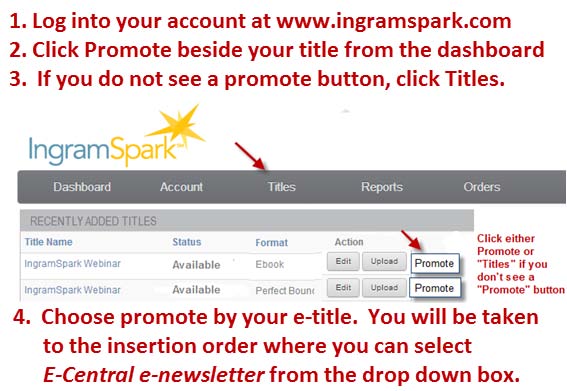 1. Log into your account at www.ingramspark.com
2. Click Promote beside your title from the dashboard
3. If you do not see a promote button, click Titles.
IngramSpark
Dashboard Account Titles Reports Orders
RECENTLY ADDED TITLES
Title Name Status Format Action
IngramSpark Webinar Available Ebook Edit Upload Promote
IngramSpark Webinar Available Perfect Bound Edit Upload Promote
Click either
Promote or
"Titles" if you
don't see a
"Promote" button
4. Choose promote by your e-title. You will be taken
to the insertion order where you can select
E-Central e-newsletter from the drop down box.